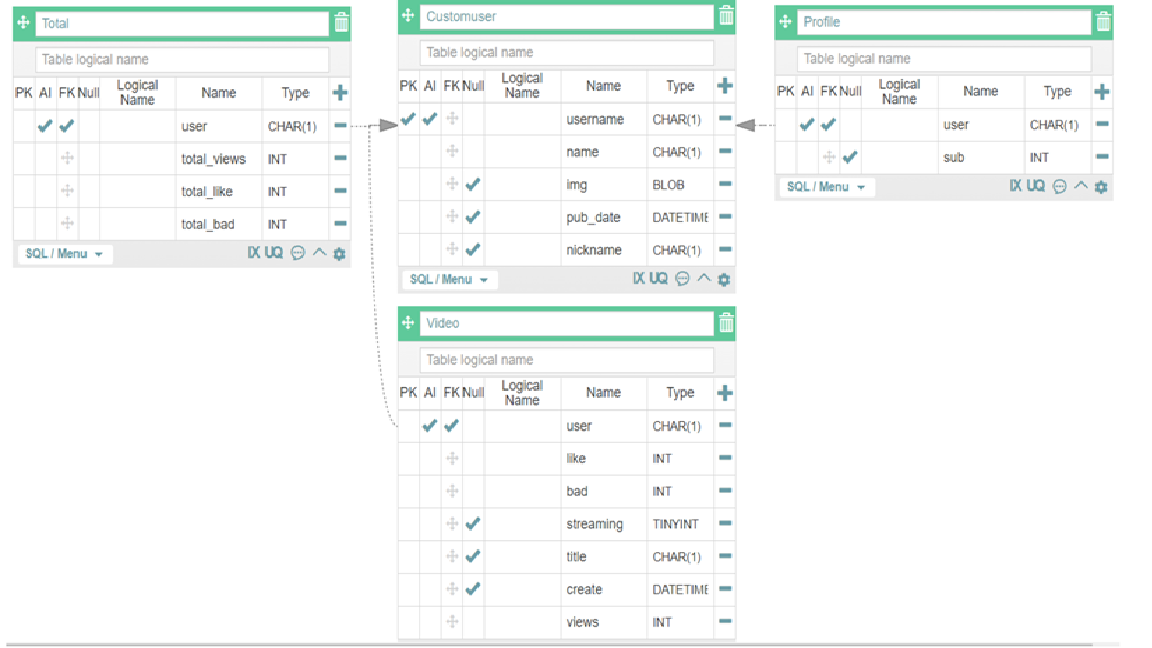 Total
Table logical name
PK AI FK Null Logical Name Name Type
user CHAR(1)
total_views INT
total_like INT
total_bad INT
SQL / Menu IX UQ
Customuser
Table logical name
PK AI FK Null Logical Name Name Type
username CHAR(1)
name CHAR(1)
img BLOB
pub_date DATETIME
nickname CHAR(1)
SQL / Menu IX UQ
Profile
Table logical name
PK AI FK Null Logical Name Name Type
user CHAR(1)
sub INT
SQL / Menu IX UQ
Video
Table logical name
PK AI FK Null Logical Name Name Type
user CHAR(1)
like INT
bad INT
streaming TINYINT
title CHAR(1)
create DATETIME
views INT